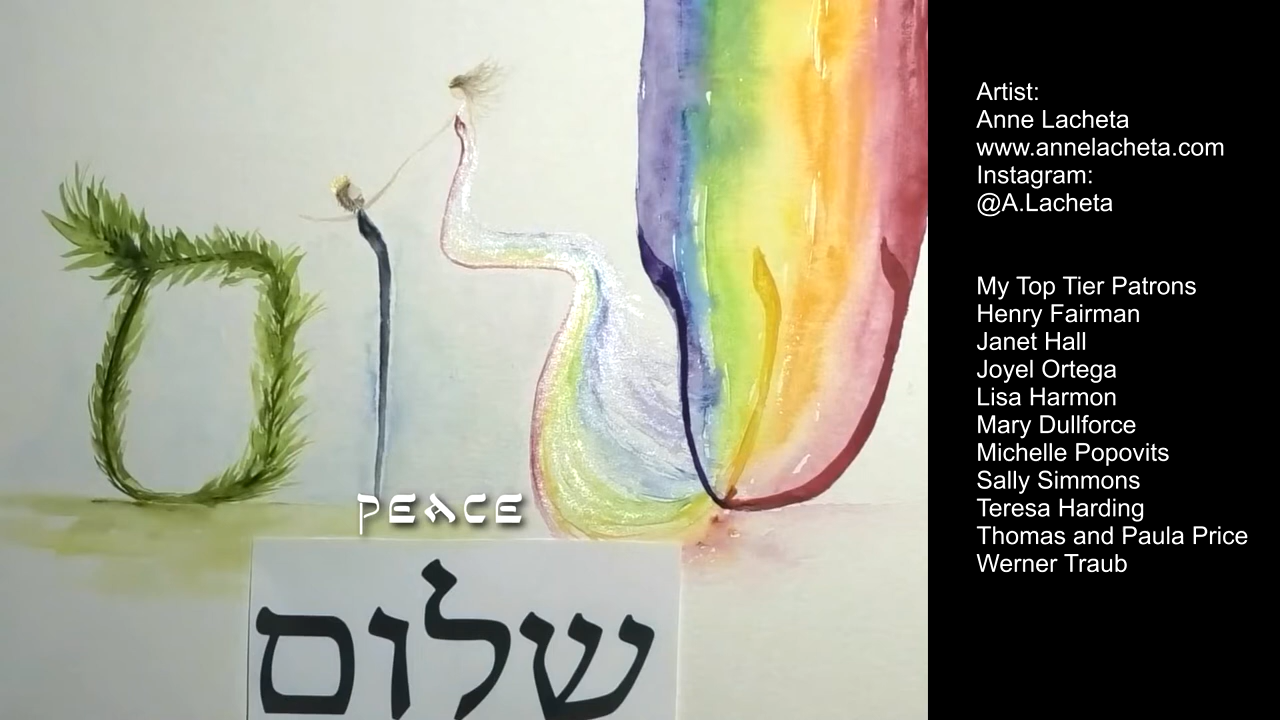 שלום
PEACE
שלום
Artist:
Anne Lacheta
www.annelacheta.com
Instagram:
@A.Lacheta
My Top Tier Patrons
Henry Fairman
Janet Hall
Joyel Ortega
Lisa Harmon
Mary Dullforce
Michelle Popovits
Sally Simmons
Teresa Harding
Thomas and Paula Price
Werner Traub